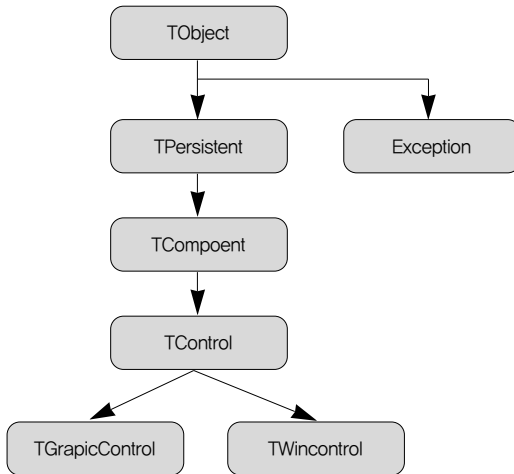 TObject
TPersistent
Exception
TCompoent
TControl
TGrapicControl
TWincontrol